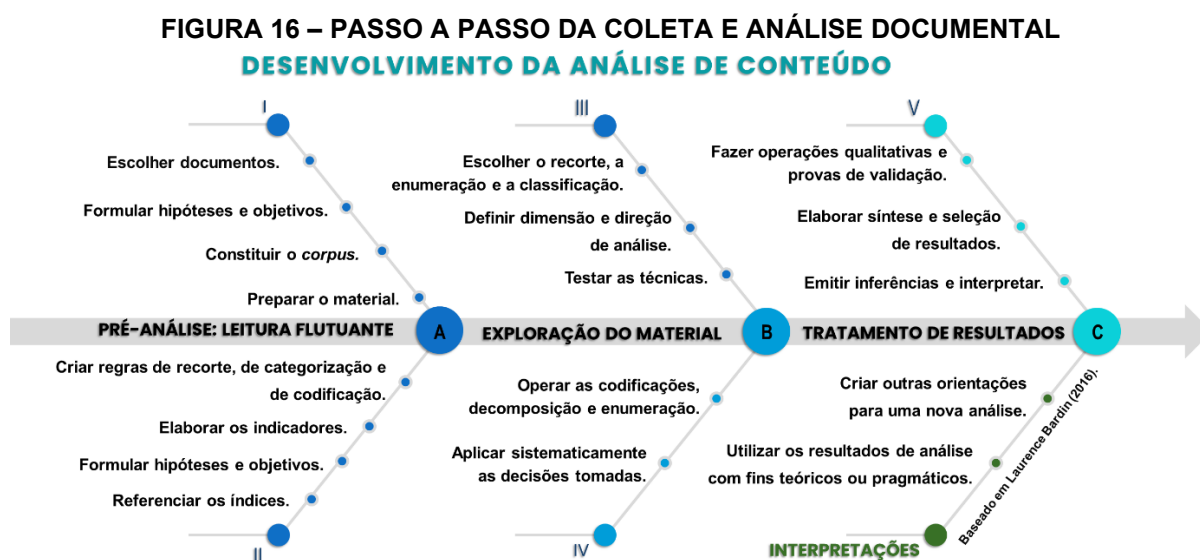 FIGURA 16 – PASSO A PASSO DA COLETA E ANÁLISE DOCUMENTAL
DESENVOLVIMENTO DA ANÁLISE DE CONTEÚDO
I
Escolher documentos.
Formular hipóteses e objetivos.
Constituir o corpus.
Preparar o material.
III
Escolher o recorte, a
enumeração e a classificação.
Definir dimensão e direção
de análise.
Testar as técnicas.
V
Fazer operações qualitativas e
provas de validação.
Elaborar síntese e seleção
de resultados.
Emitir inferências e interpretar.
PRÉ-ANÁLISE: LEITURA FLUTUANTE
A
EXPLORAÇÃO DO MATERIAL
B
TRATAMENTO DE RESULTADOS
C
Criar regras de recorte, de categorização e
de codificação.
Elaborar os indicadores.
Formular hipóteses e objetivos.
Referenciar os índices.
II
Operar as codificações,
decomposição e enumeração.
Aplicar sistematicamente
as decisões tomadas.
IV
Criar outras orientações
para uma nova análise.
Utilizar os resultados de análise
com fins teóricos ou pragmáticos.
INTERPRETAÇÕES
Baseado em Laurence Bardin (2016).